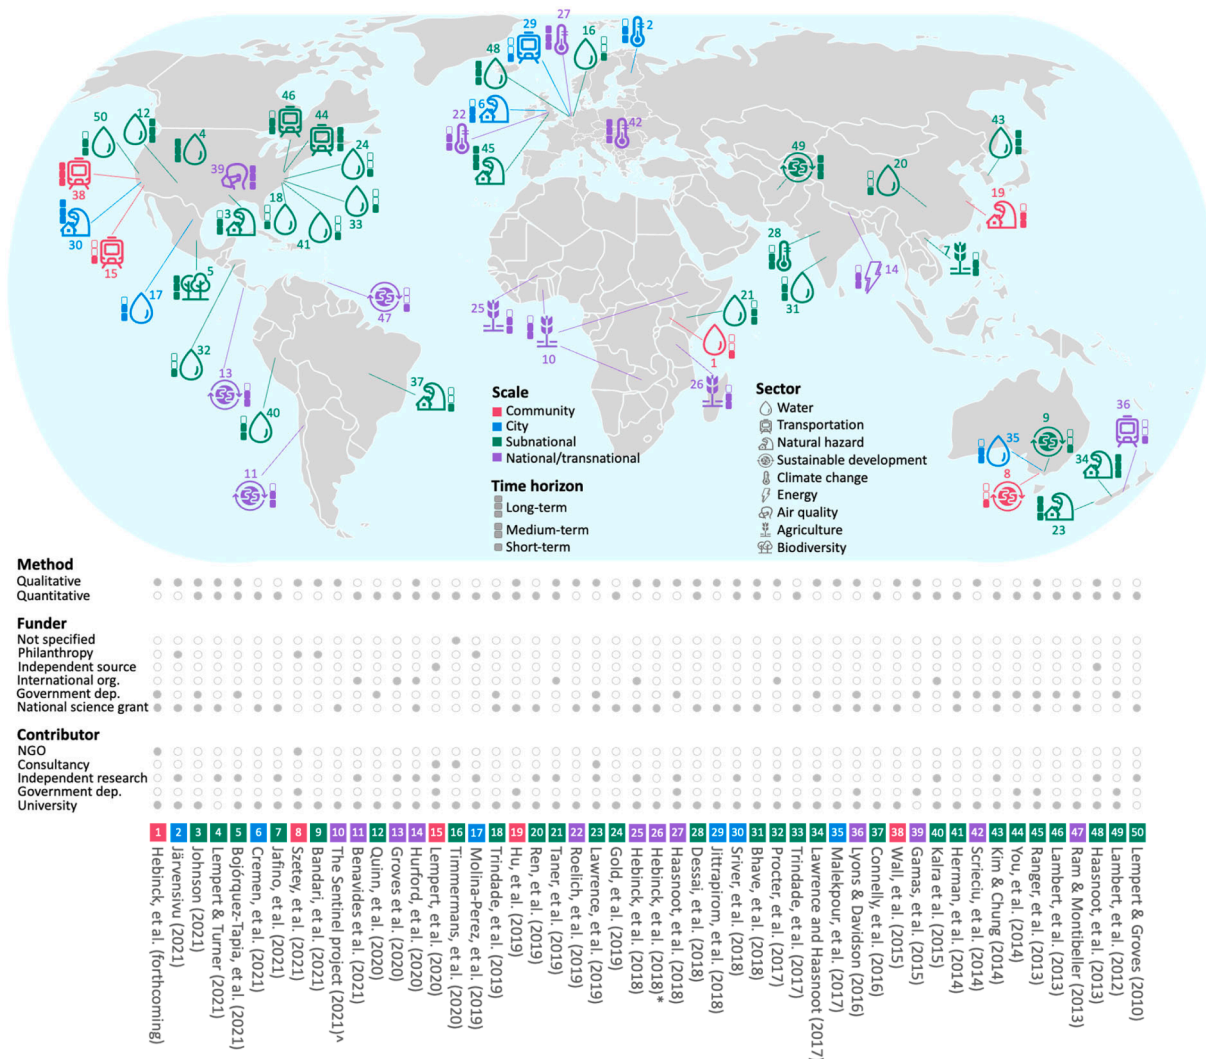 27
29
2
16
48
6
22
42
45
46
44
50
12
4
24
39
38
18
3
33
30
41
15
5
17
47
32
13
37
40
11
43
49
20
19
28
7
14
31
21
25
10
1
26
36
9
35
34
8
23
Scale
Community
City
Subnational
National/transnational
Time horizon
Long-term
Medium-term
Short-term
Sector
Water
Transportation
Natural hazard
Sustainable development
Climate change
Energy
Air quality
Agriculture
Biodiversity
Method
Qualitative
Quantitative
Funder
Not specified
Philanthropy
Independent source
International org.
Government dep.
National science grant
Contributor
NGO
Consultancy
Independent research
Government dep.
University
1 2 3 4 5 6 7 8 9 10 11 12 13 14 15 16 17 18 19 20 21 22 23 24 25 26 27 28 29 30 31 32 33 34 35 36 37 38 39 40 41 42 43 44 45 46 47 48 49 50
Hebinck, et al. (forthcoming)
Järvensivu (2021)
Johnson (2021)
Lempert & Turner (2021)
Bojórquez-Tapia, et al. (2021)
Cremen, et al. (2021)
Jafino, et al. (2021)
Szetey, et al. (2021)
Bandari, et al. (2021)
The Sentinel project (2021)^
Benavides et al. (2021)
Quinn, et al. (2020)
Groves et al. (2020)
Hurford, et al. (2020)
Lempert, et al. (2020)
Timmermans, et al. (2020)
Molina-Perez, et al. (2019)
Trindade, et al. (2019)
Hu, et al. (2019)
Ren, et al. (2019)
Taner, et al. (2019)
Roelich, et al. (2019)
Lawrence, et al. (2019)
Gold, et al. (2019)
Hebinck, et al. (2018)
Hebinck, et al. (2018)*
Haasnoot, et al. (2018)
Dessai, et al. (2018)
Jittrapirom, et al. (2018)
Sriver, et al. (2018)
Bhave, et al. (2018)
Procter, et al. (2017)
Trindade, et al. (2017)
Lawrence and Haasnoot (2017)
Malekpour, et al. (2017)
Lyons & Davidson (2016)
Connelly, et al. (2016)
Wall, et al. (2015)
Gamas, et al. (2015)
Kalra et al. (2015)
Herman, et al. (2014)
Scrieciu, et al. (2014)
Kim & Chung (2014)
You, et al. (2014)
Ranger, et al. (2013)
Lambert, et al. (2013)
Ram & Montibeller (2013)
Haasnoot, et al. (2013)
Lambert, et al. (2012)
Lempert & Groves (2010)